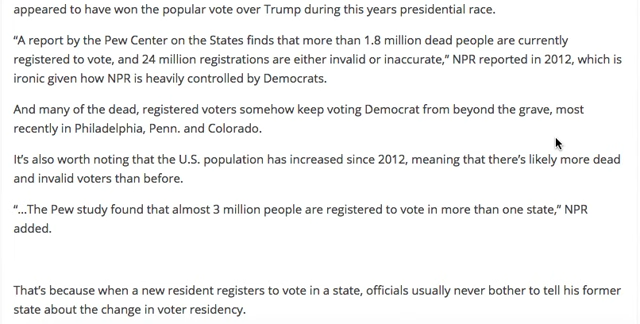 appeared to have won the popular vote over Trump during this years presidential race.
“A report by the Pew Center on the States finds that more than 1.8 million dead people are currently
registered to vote, and 24 million registrations are either invalid or inaccurate,” NPR reported in 2012, which is
ironic given how NPR is heavily controlled by Democrats.
And many of the dead, registered voters somehow keep voting Democrat from beyond the grave, most
recently in Philadelphia, Penn. and Colorado.
It’s also worth noting that the U.S. population has increased since 2012, meaning that there’s likely more dead
and invalid voters than before.
“...The Pew study found that almost 3 million people are registered to vote in more than one state,” NPR
added.
That’s because when a new resident registers to vote in a state, officials usually never bother to tell his former
state about the change in voter residency.